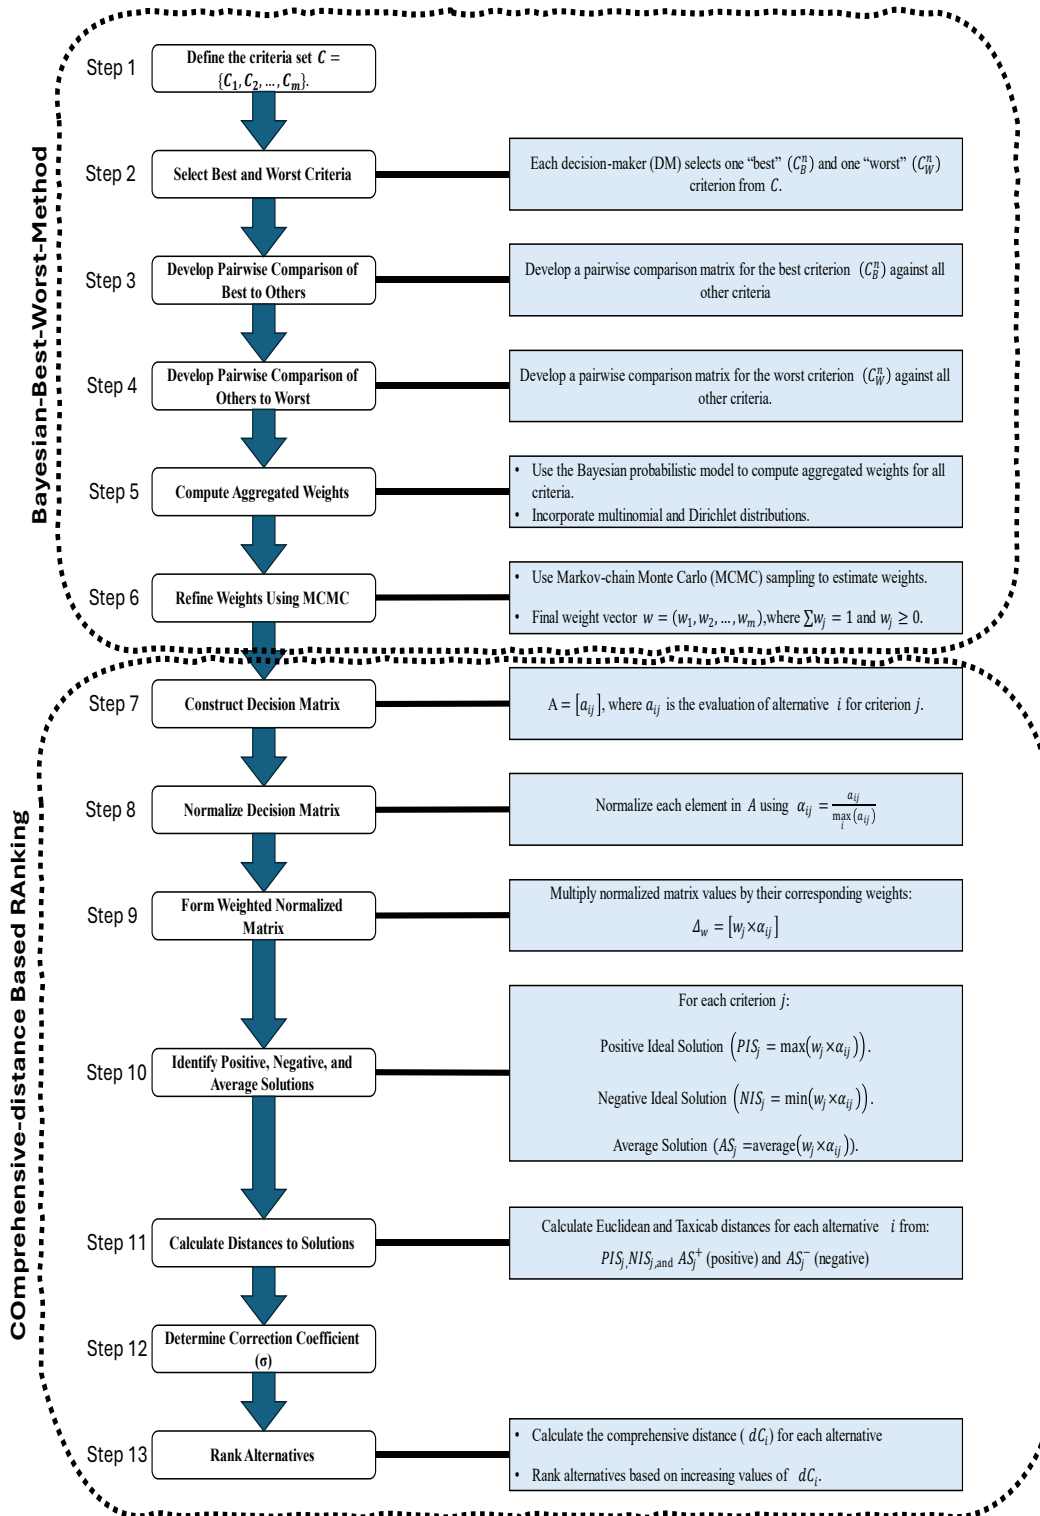 Bayesian-Best-Worst-Method
Step 1
Define the criteria set C =
{C₁, C₂, ..., Cₘ}.
Step 2
Select Best and Worst Criteria
Each decision-maker (DM) selects one “best” (C_B^n) and one “worst” (C_W^n)
criterion from C.
Step 3
Develop Pairwise Comparison of
Best to Others
Develop a pairwise comparison matrix for the best criterion (C_B^n) against all
other criteria
Step 4
Develop Pairwise Comparison of
Others to Worst
Develop a pairwise comparison matrix for the worst criterion (C_W^n) against all
other criteria.
Step 5
Compute Aggregated Weights
• Use the Bayesian probabilistic model to compute aggregated weights for all
criteria.
• Incorporate multinomial and Dirichlet distributions.
Step 6
Refine Weights Using MCMC
• Use Markov-chain Monte Carlo (MCMC) sampling to estimate weights.
• Final weight vector w = (w₁, w₂, ..., wₘ),where ∑wⱼ = 1 and wⱼ ≥ 0.
COmprehensive-distance Based RAnking
Step 7
Construct Decision Matrix
A = [aᵢⱼ], where aᵢⱼ is the evaluation of alternative i for criterion j.
Step 8
Normalize Decision Matrix
Normalize each element in A using αᵢⱼ = aᵢⱼ / max_i(aᵢⱼ)
Step 9
Form Weighted Normalized
Matrix
Multiply normalized matrix values by their corresponding weights:
Δ_w = [wⱼ×αᵢⱼ]
Step 10
Identify Positive, Negative, and
Average Solutions
For each criterion j:
Positive Ideal Solution (PISⱼ = max(wⱼ×αᵢⱼ)).
Negative Ideal Solution (NISⱼ = min(wⱼ×αᵢⱼ)).
Average Solution (ASⱼ =average(wⱼ×αᵢⱼ)).
Step 11
Calculate Distances to Solutions
Calculate Euclidean and Taxicab distances for each alternative i from:
PISⱼ,NISⱼ,and ASⱼ⁺ (positive) and ASⱼ⁻ (negative)
Step 12
Determine Correction Coefficient
(σ)
Step 13
Rank Alternatives
• Calculate the comprehensive distance ( dCᵢ) for each alternative
• Rank alternatives based on increasing values of dCᵢ.